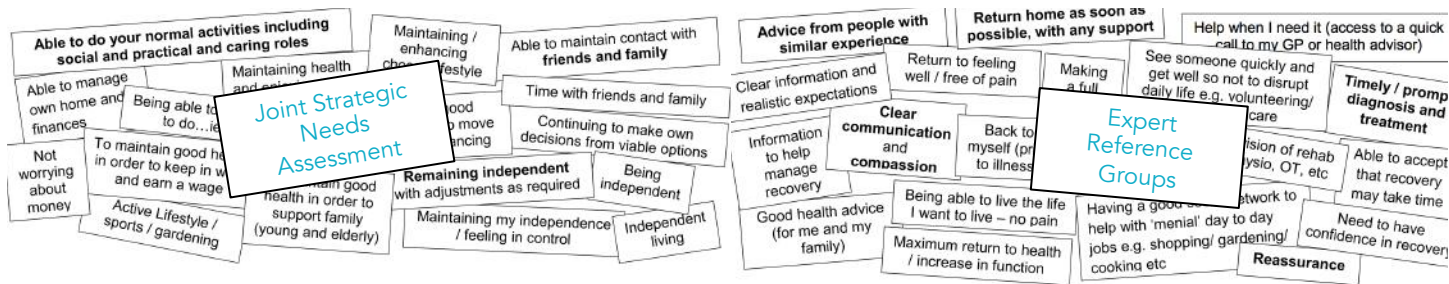 Able to do your normal activities including
social and practical and caring roles
Maintaining /
enhancing
lifestyle
Able to maintain contact with
friends and family
Able to manage
own home and
finances
Maintaining health
Being able to
to do…ie
Joint Strategic
Needs
Assessment
Time with friends and family
good
to move
Continuing to make own
decisions from viable options
Not
worrying
about
money
To maintain good
in order to keep in
and earn a wage
good
health in order to
support family
(young and elderly)
Remaining independent
with adjustments as required
Being
independent
Active Lifestyle /
sports / gardening
Maintaining my independence
/ feeling in control
Independent
living
Advice from people with
similar experience
Return home as soon as
possible, with any support
Help when I need it (access to a quick
call to my GP or health advisor)
Clear information and
realistic expectations
Return to feeling
well / free of pain
Making
a full
See someone quickly and
get well so not to disrupt
daily life e.g. volunteering/
care
Timely / promp
diagnosis and
treatment
Information
to help
manage
recovery
Clear
communication
and
compassion
Back to
myself
to illness
Expert
Reference
Groups
of rehab
OT, etc
Able to accept
that recovery
may take time
Good health advice
(for me and my
family)
Being able to live the life
I want to live – no pain
Having a good
help with 'menial' day to day
jobs e.g. shopping/ gardening/
cooking etc
Need to have
confidence in recovery
Maximum return to health
/ increase in function
Reassurance